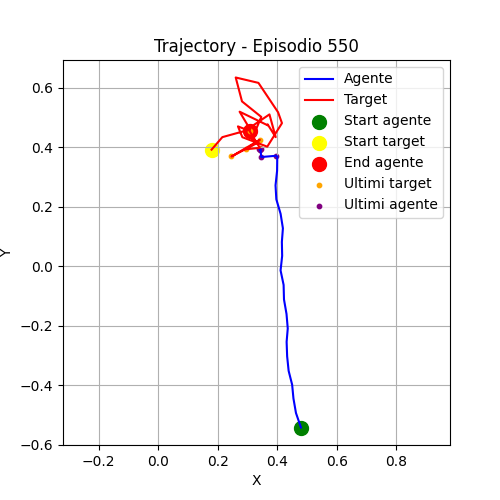 Trajectory - Episodio 550
Agente
Target
Start agente
Start target
End agente
Ultimi target
Ultimi agente
0.6
0.4
0.2
0.0
−0.2
−0.4
−0.6
Y
−0.2
0.0
0.2
0.4
0.6
0.8
X